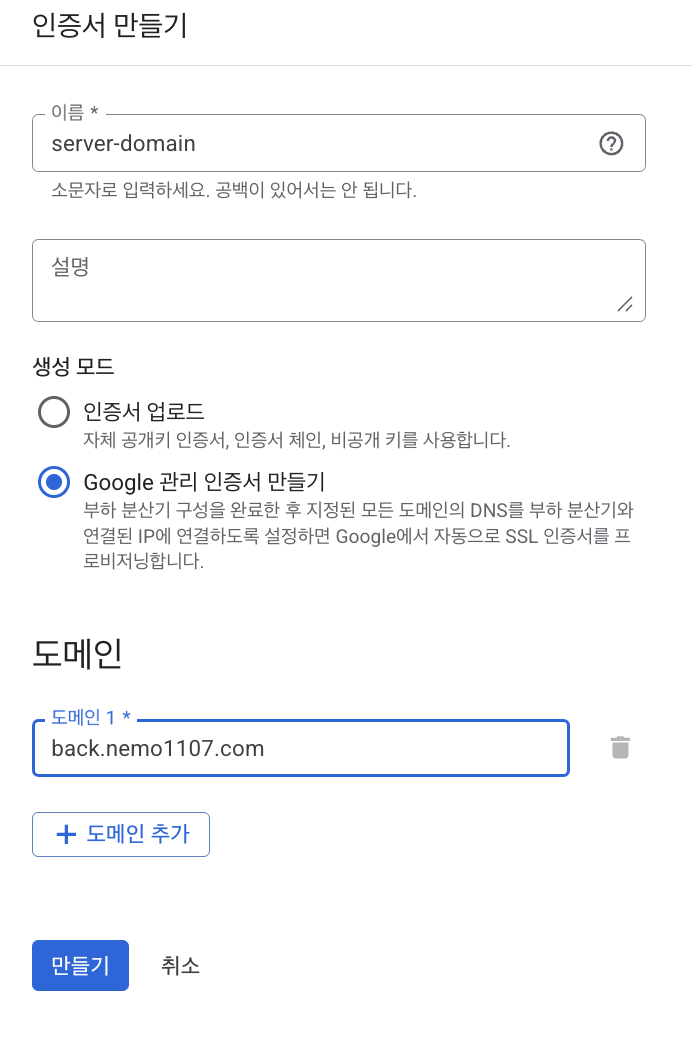 인증서 만들기
이름 *
server-domain
소문자로 입력하세요. 공백이 있어서는 안 됩니다.
설명
생성 모드
인증서 업로드
자체 공개키 인증서, 인증서 체인, 비공개 키를 사용합니다.
Google 관리 인증서 만들기
부하 분산기 구성을 완료한 후 지정된 모든 도메인의 DNS를 부하 분산기와
연결된 IP에 연결하도록 설정하면 Google에서 자동으로 SSL 인증서를 프
로비저닝합니다.
도메인
도메인 1 *
back.nemo1107.com
+ 도메인 추가
만들기 취소